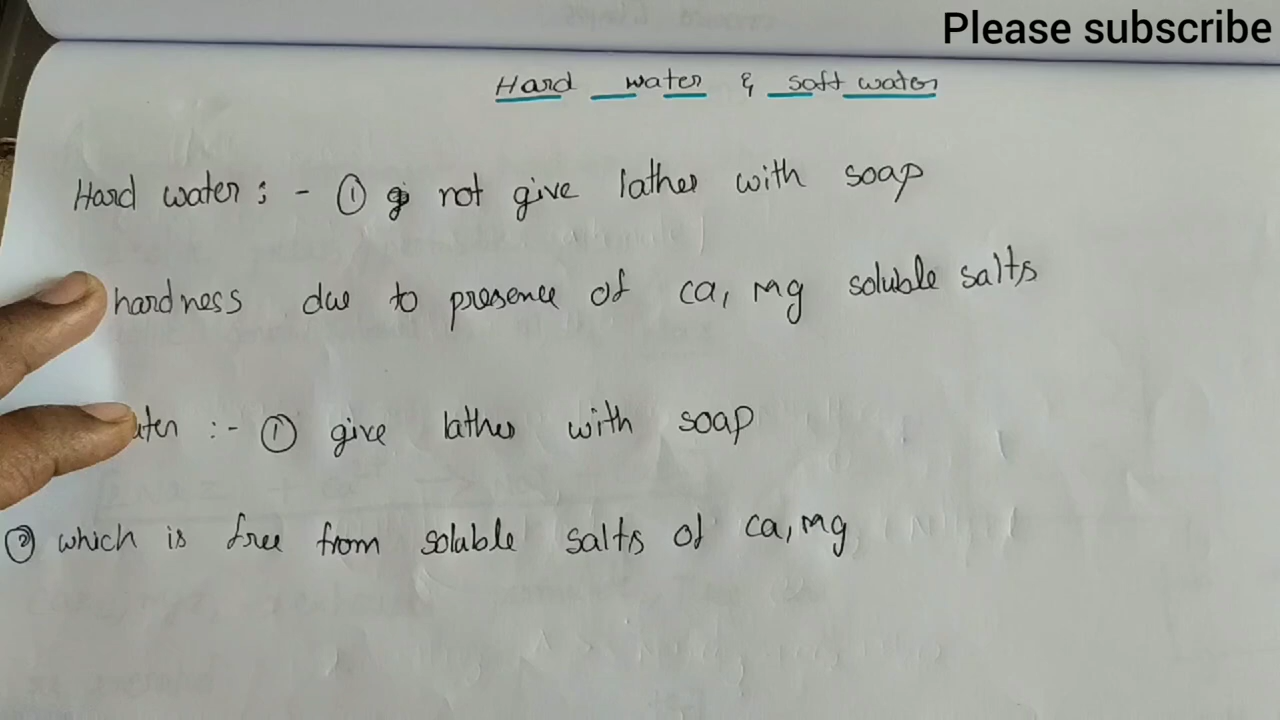 Please subscribe
Hard water & soft water
Hard water :- ① not give lather with soap
hardness due to presence of ca, mg soluble salts
ater :- ① give lather with soap
② which is free from soluble salts of ca, mg